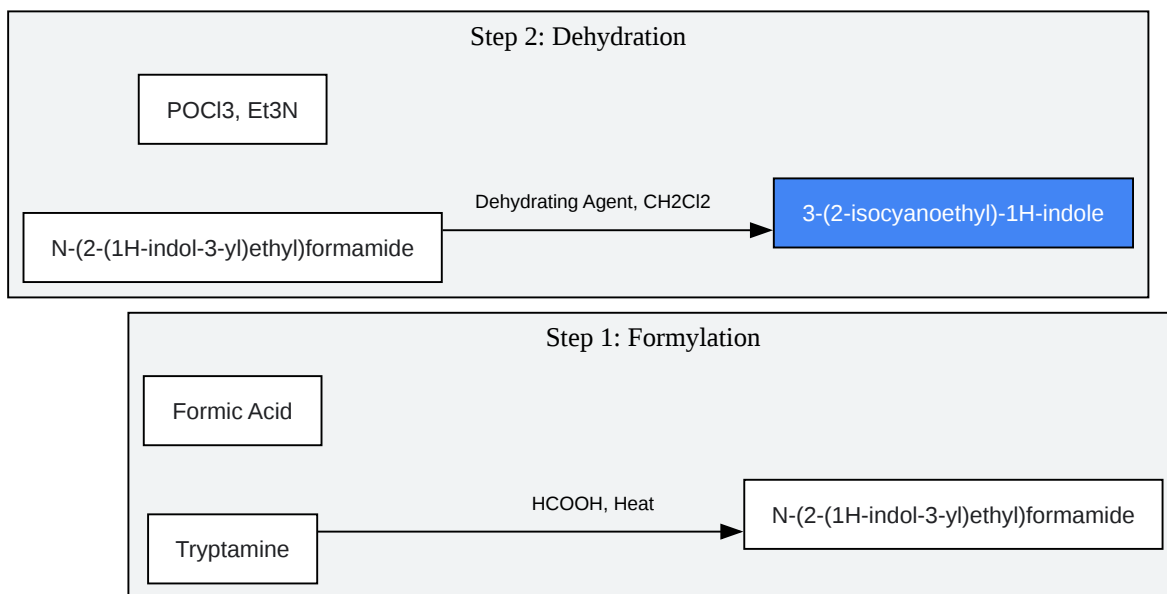 Step 2: Dehydration
POCl3, Et3N
Dehydrating Agent, CH2Cl2
3-(2-isocyanoethyl)-1H-indole
N-(2-(1H-indol-3-yl)ethyl)formamide
Step 1: Formylation
Formic Acid
HCOOH, Heat
N-(2-(1H-indol-3-yl)ethyl)formamide
Tryptamine